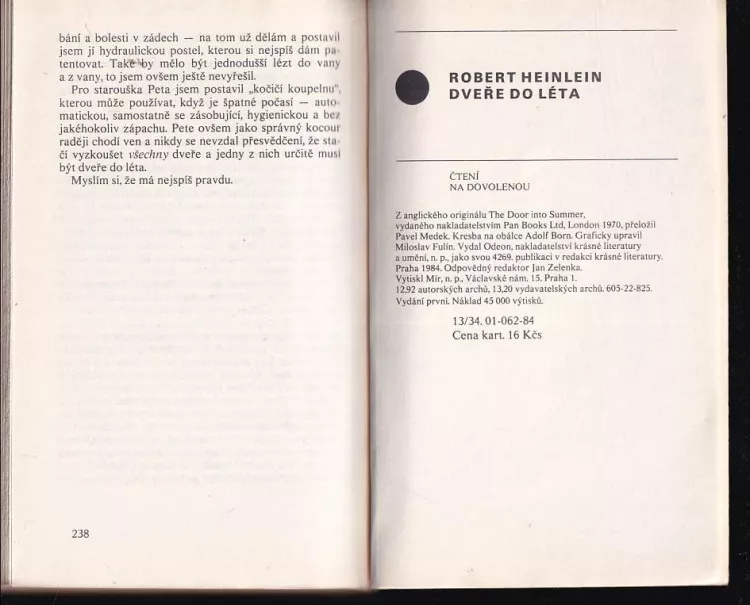 bání a bolesti v zádech — na tom už dělám a postavil
jsem jí hydraulickou postel, kterou si nejspíš dám pa-
tentovat. Také by mělo být jednodušší lézt do vany
a z vany, to jsem ovšem ještě nevyřešil.
Pro starouška Peta jsem postavil „kočičí koupelnu“,
kterou může používat, když je špatné počasí — auto-
matickou, samostatně se zásobující, hygienickou a bez
jakéhokoliv zápachu. Pete ovšem jako správný kocour
raději chodí ven a nikdy se nevzdal přesvědčení, že sta-
čí vyzkoušet všechny dveře a jedny z nich určitě musí
být dveře do léta.
Myslím si, že má nejspíš pravdu.
238
ROBERT HEINLEIN
DVEŘE DO LÉTA
ČTENÍ
NA DOVOLENOU
Z anglického originálu The Door into Summer,
vydaného nakladatelstvím Pan Books Ltd, London 1970, přeložil
Pavel Medek. Kresba na obálce Adolf Born. Graficky upravil
Miloslav Fulín. Vydal Odeon, nakladatelství krásné literatury
a umění, n. p., jako svou 4269. publikaci v redakci krásné literatury.
Praha 1984. Odpovědný redaktor Jan Zelenka.
Vytiskl Mír, n. p., Václavské nám. 15. Praha 1.
12,92 autorských archů, 13,20 vydavatelských archů. 605-22-825.
Vydání první. Náklad 45 000 výtisků.
13/34. 01-062-84
Cena kart. 16 Kčs